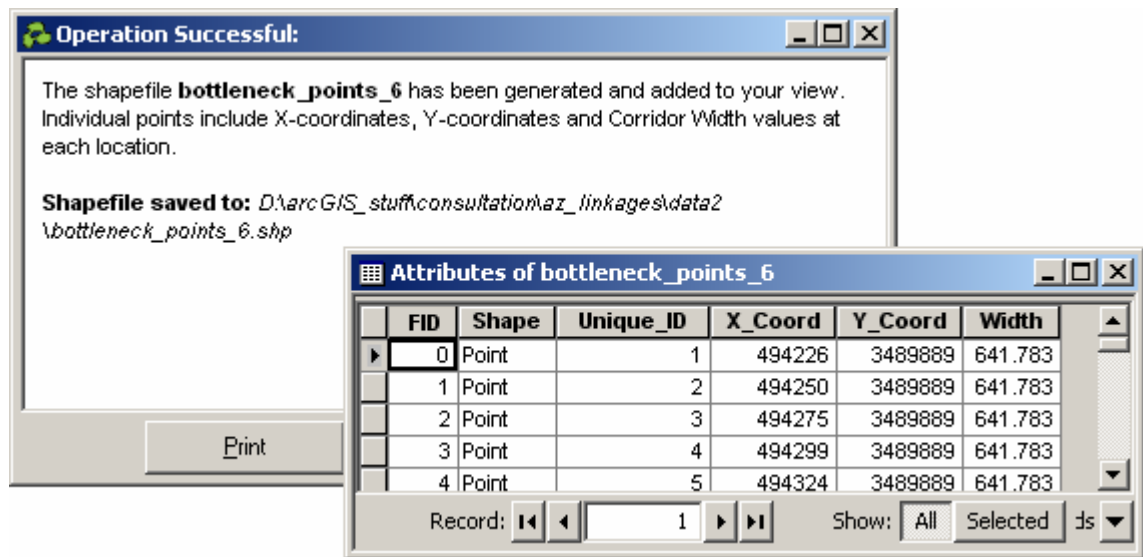 Operation Successful:
The shapefile bottleneck_points_6 has been generated and added to your view.
Individual points include X-coordinates, Y-coordinates and Corridor Width values at
each location.
Shapefile saved to: D:\arcGIS_stuff\consultation\az_linkages\data2
\bottleneck_points_6.shp
Print
Attributes of bottleneck_points_6
FID Shape Unique_ID X_Coord Y_Coord Width
0 Point 1 494226 3489889 641.783
1 Point 2 494250 3489889 641.783
2 Point 3 494275 3489889 641.783
3 Point 4 494299 3489889 641.783
4 Point 5 494324 3489889 641.783
Record: 1 Show: All Selected ds